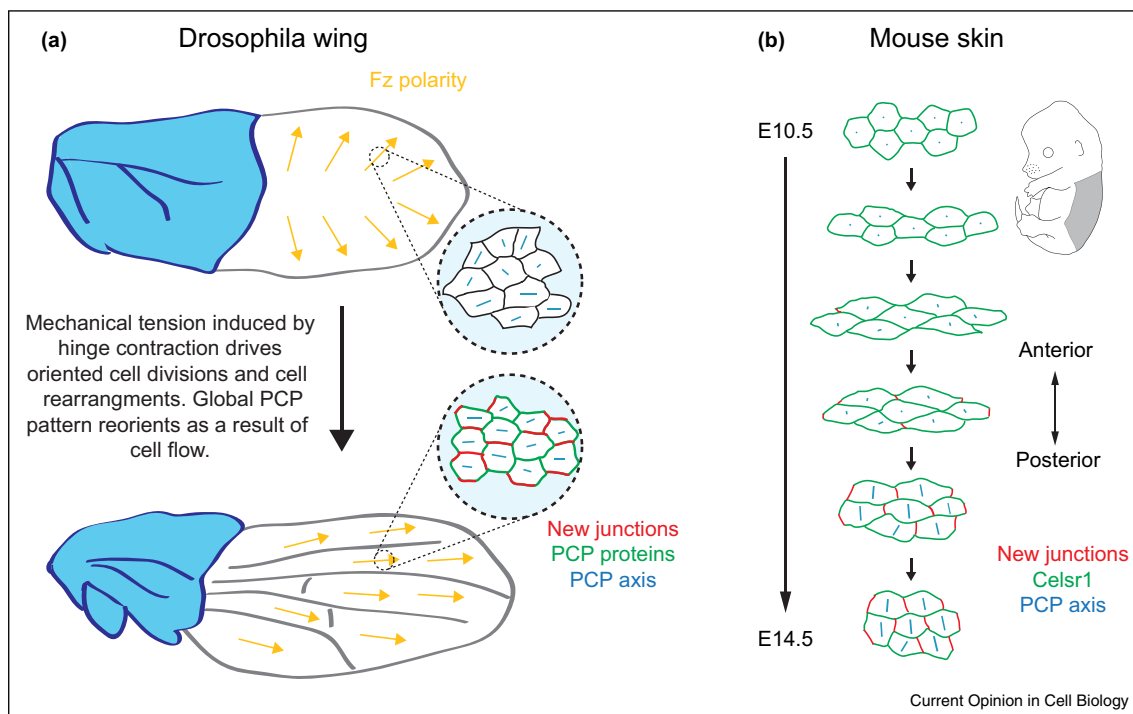 (a) Drosophila wing
Fz polarity
Mechanical tension induced by
hinge contraction drives
oriented cell divisions and cell
rearrangments. Global PCP
pattern reorients as a result of
cell flow.
New junctions
PCP proteins
PCP axis
(b) Mouse skin
E10.5
Anterior
Posterior
New junctions
Celsr1
PCP axis
E14.5
Current Opinion in Cell Biology